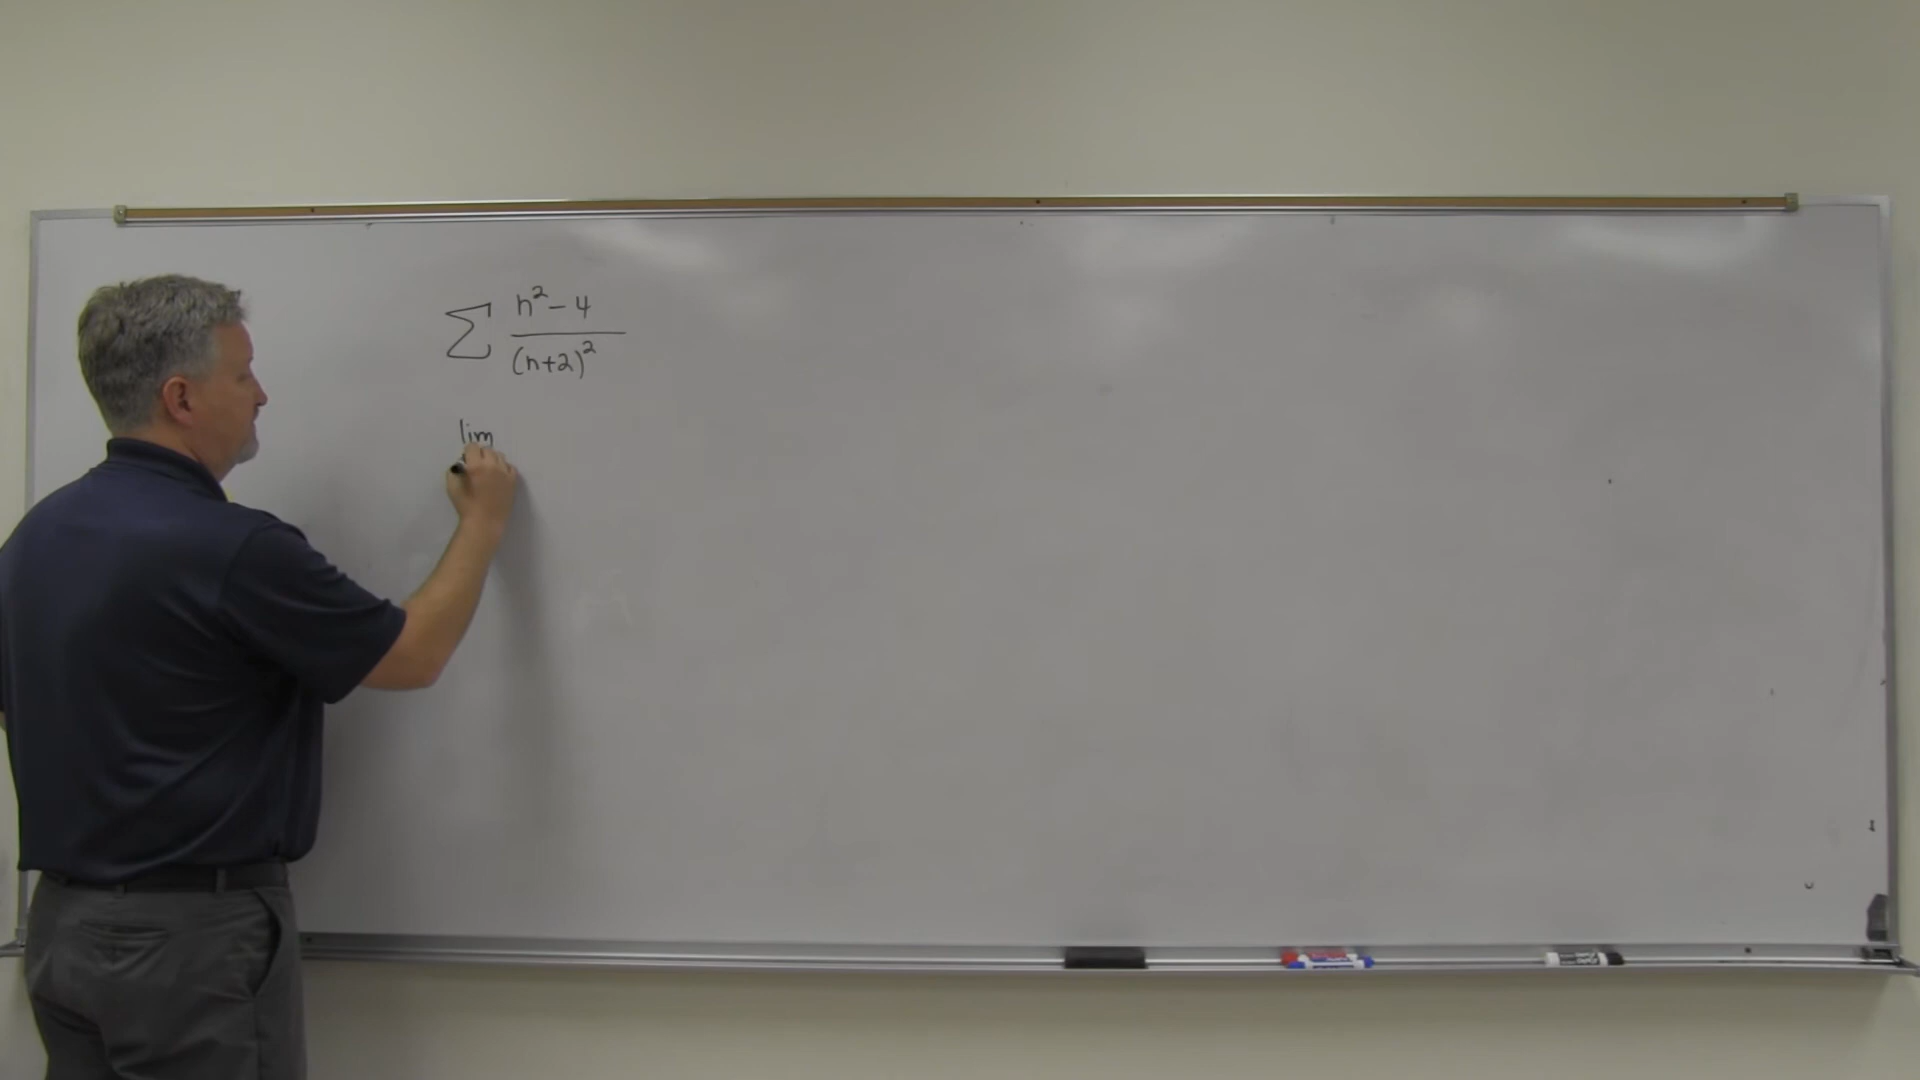 ∑ n² - 4 / (n+2)²
lim